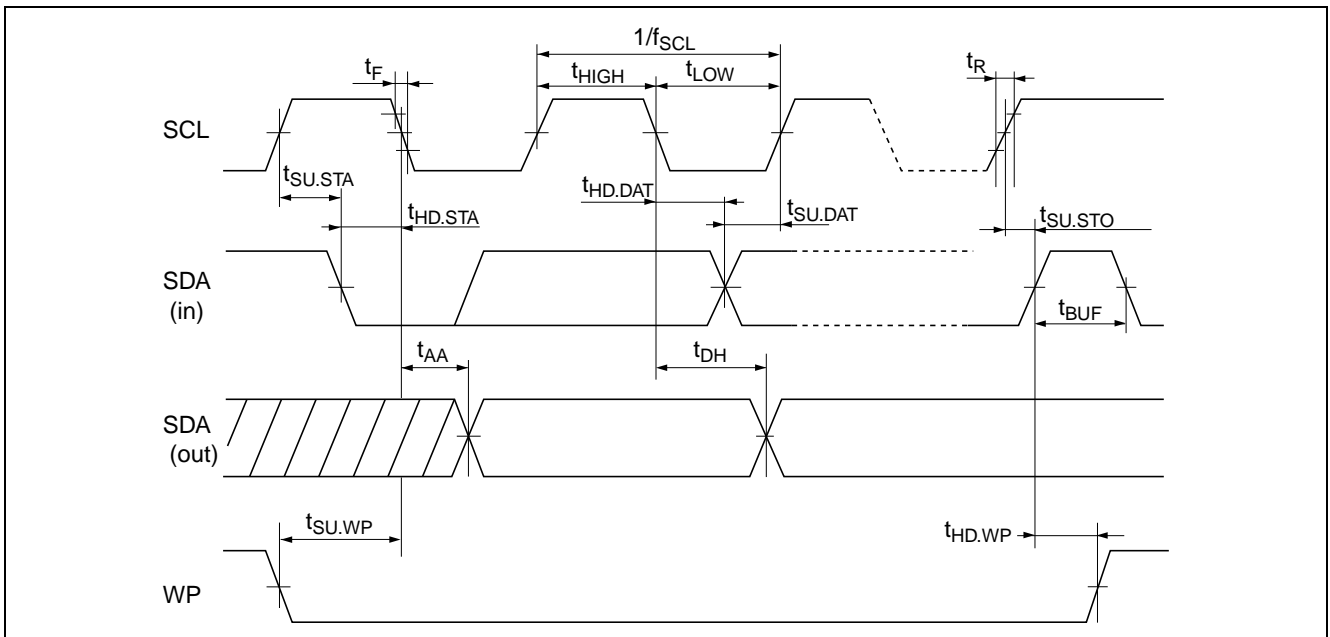 1/fSCL
tF
tHIGH
tLOW
tR
SCL
tSU.STA
tHD.STA
tHD.DAT
tSU.DAT
tSU.STO
SDA
(in)
tBUF
tAA
tDH
SDA
(out)
tSU.WP
tHD.WP
WP